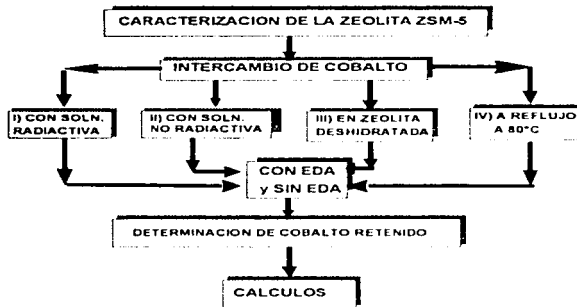 CARACTERIZACION DE LA ZEOLITA ZSM-5
INTERCAMBIO DE COBALTO
I) CON SOLN.
RADIACTIVA
II) CON SOLN.
NO RADIACTIVA
III) EN ZEOLITA
DESHIDRATADA
IV) A REFLUJO
A 80°C
CON EDA
y SIN EDA
DETERMINACION DE COBALTO RETENIDO
CALCULOS